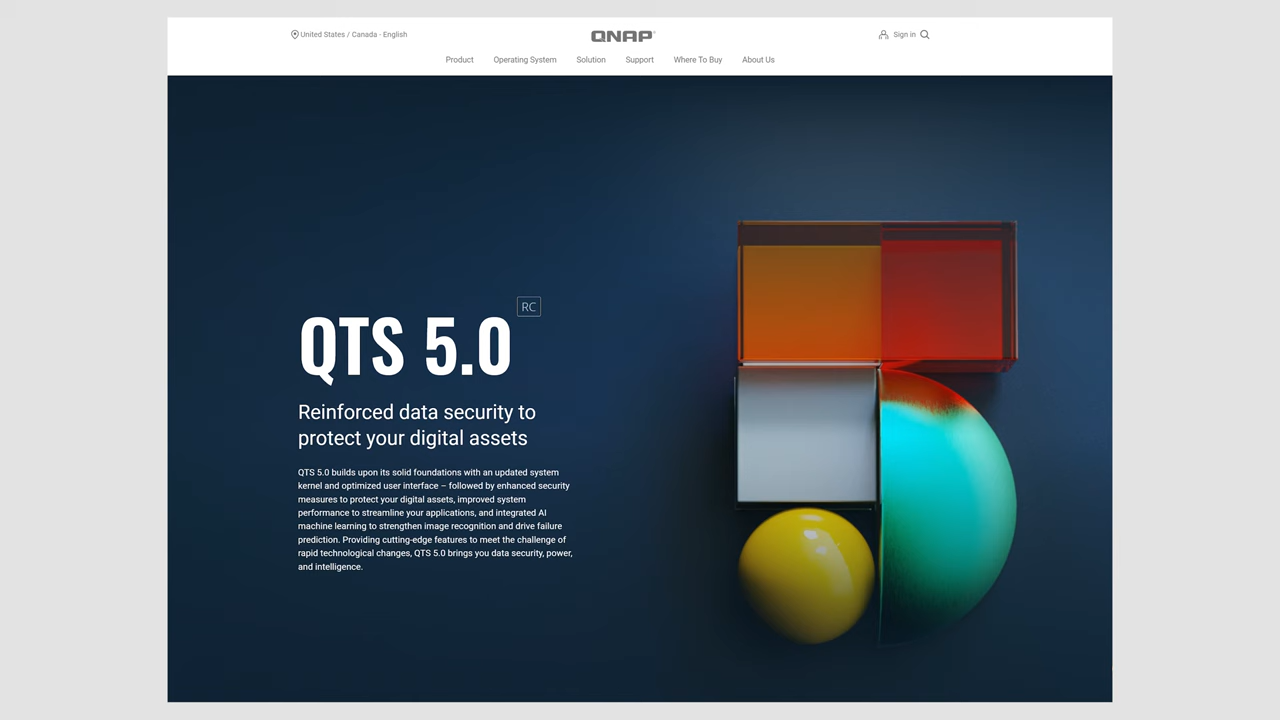 United States / Canada - English
QNAP
Sign in
Product
Operating System
Solution
Support
Where To Buy
About Us
RC
QTS 5.0
Reinforced data security to
protect your digital assets
QTS 5.0 builds upon its solid foundations with an updated system
kernel and optimized user interface – followed by enhanced security
measures to protect your digital assets, improved system
performance to streamline your applications, and integrated AI
machine learning to strengthen image recognition and drive failure
prediction. Providing cutting-edge features to meet the challenge of
rapid technological changes, QTS 5.0 brings you data security, power,
and intelligence.